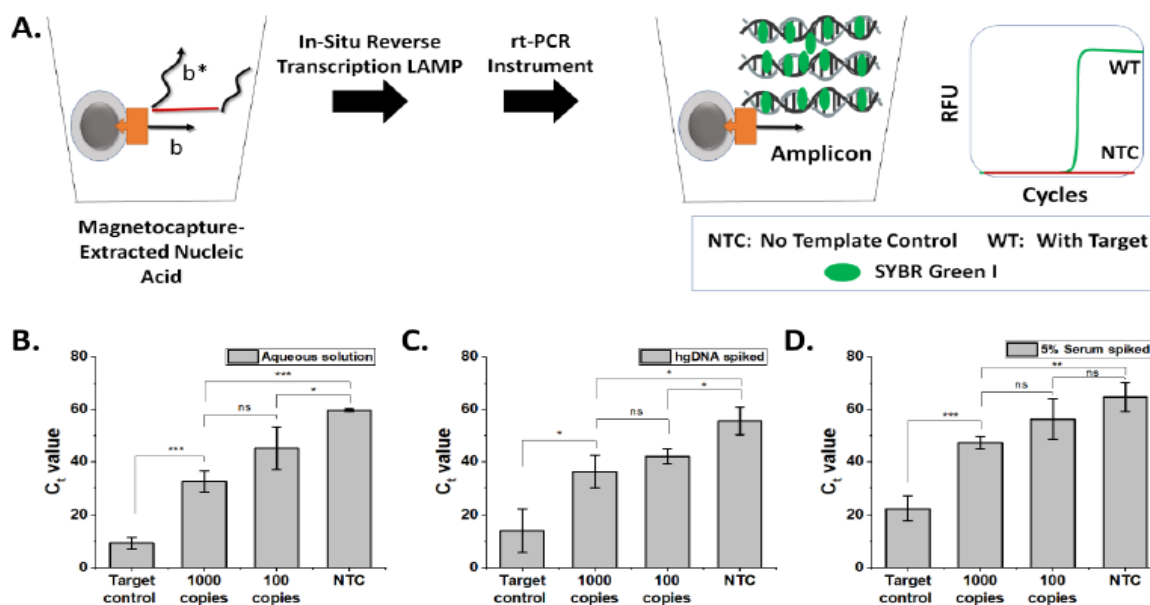 A.
b*
b
Magnetocapture-
Extracted Nucleic
Acid
In-Situ Reverse
Transcription LAMP
rt-PCR
Instrument
Amplicon
RFU
WT
NTC
Cycles
NTC: No Template Control WT: With Target
SYBR Green I
B.
Aqueous solution
80
60
40
20
0
Ct value
***
*
ns
***
Target
control
1000
copies
100
copies
NTC
C.
hgDNA spiked
80
60
40
20
0
Ct value
*
*
ns
*
Target
control
1000
copies
100
copies
NTC
D.
5% Serum spiked
80
60
40
20
0
Ct value
**
ns
ns
***
Target
control
1000
copies
100
copies
NTC